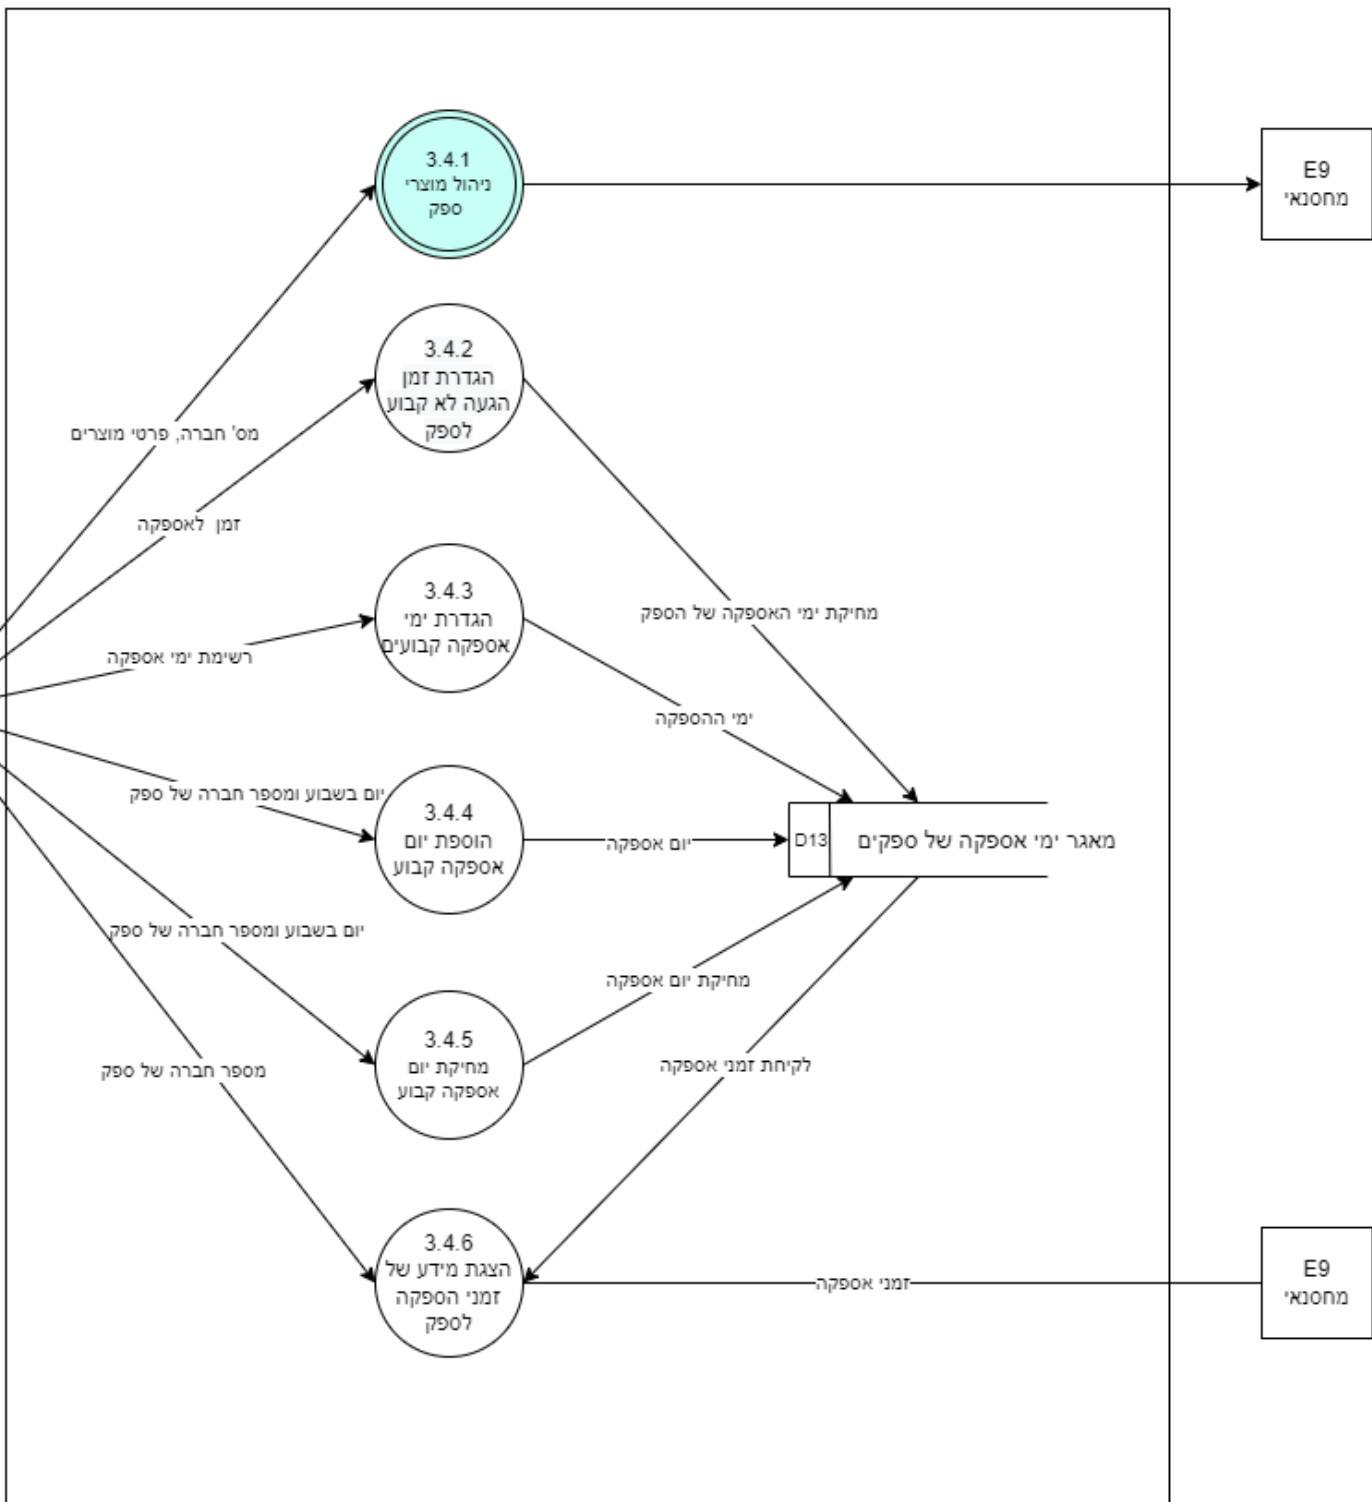 3.4.1
ניהול מוצרי
ספק
E9
מחסנאי
3.4.2
הגדרת זמן
הגעה לא קבוע
לספק
מס' חברה, פרטי מוצרים
זמן לאספקה
3.4.3
הגדרת ימי
אספקה קבועים
מחיקת ימי האספקה של הספק
רשימת ימי אספקה
ימי ההספקה
יום בשבוע ומספר חברה של ספק
3.4.4
הוספת יום
אספקה קבוע
יום אספקה
D13
מאגר ימי אספקה של ספקים
יום בשבוע ומספר חברה של ספק
מחיקת יום אספקה
3.4.5
מחיקת יום
אספקה קבוע
לקיחת זמני אספקה
מספר חברה של ספק
3.4.6
הצגת מידע של
זמני הספקה
לספק
זמני אספקה
E9
מחסנאי